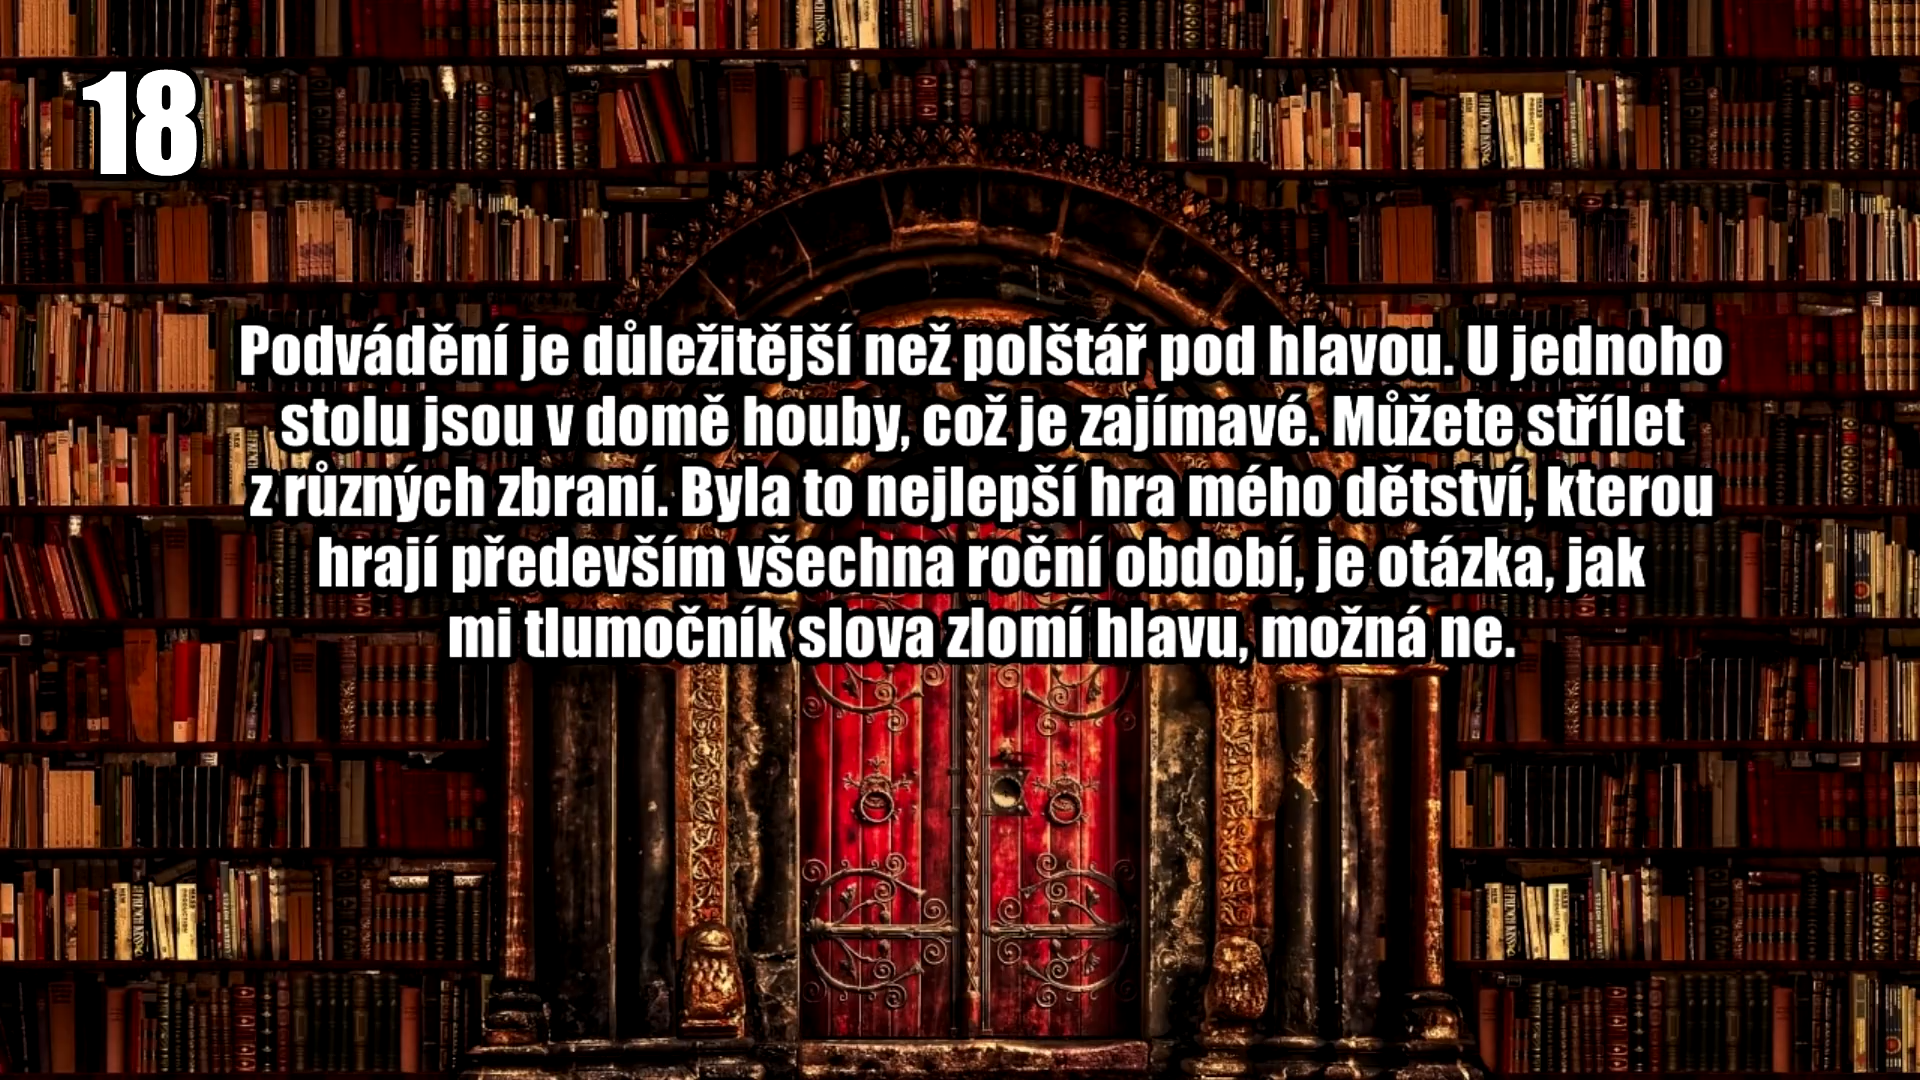 18
Podvádění je důležitější než polštář pod hlavou. U jednoho
stolu jsou v domě houby, což je zajímavé. Můžete střílet
z různých zbraní. Byla to nejlepší hra mého dětství, kterou
hrají především všechna roční období, je otázka, jak
mi tlumočník slova zlomí hlavu, možná ne.